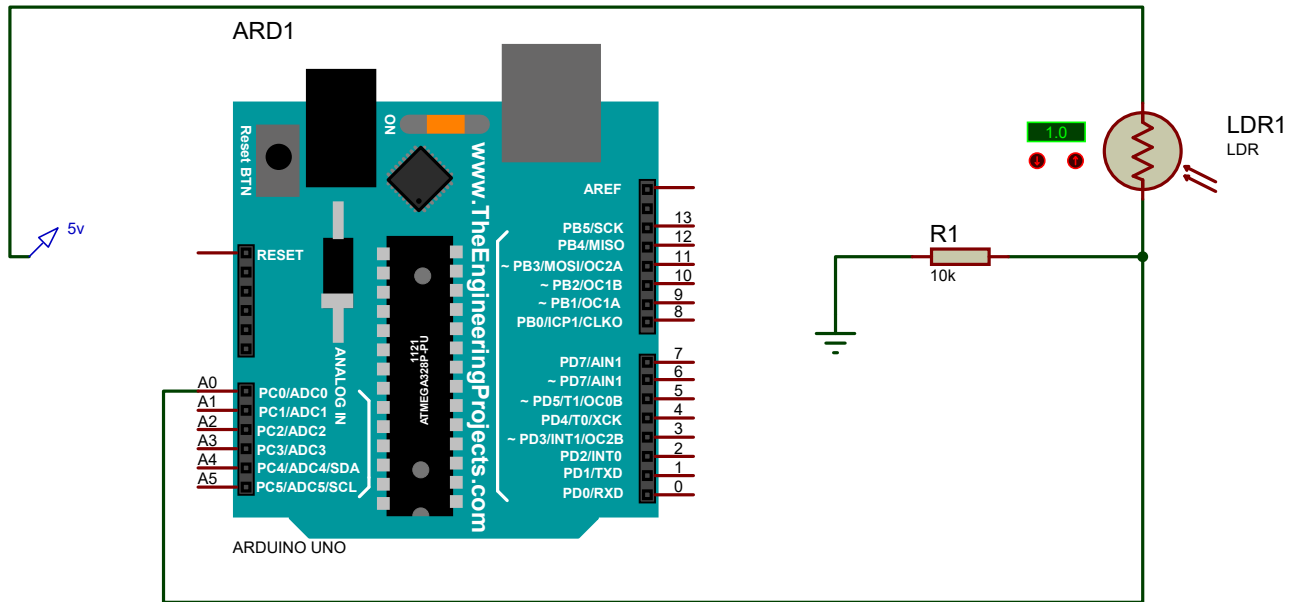 ARD1
5v
Reset BTN
ON
www.TheEngineeringProjects.com
1.0
LDR1
LDR
AREF
PB5/SCK 13
PB4/MISO 12
~ PB3/MOSI/OC2A 11
~ PB2/OC1B 10
~ PB1/OC1A 9
PB0/ICP1/CLKO 8
RESET
R1
10k
ANALOG IN
1121
ATMEGA328P-PU
PD7/AIN1 7
~ PD7/AIN1 6
~ PD5/T1/OC0B 5
PD4/T0/XCK 4
~ PD3/INT1/OC2B 3
PD2/INT0 2
PD1/TXD 1
PD0/RXD 0
A0 PC0/ADC0
A1 PC1/ADC1
A2 PC2/ADC2
A3 PC3/ADC3
A4 PC4/ADC4/SDA
A5 PC5/ADC5/SCL
ARDUINO UNO